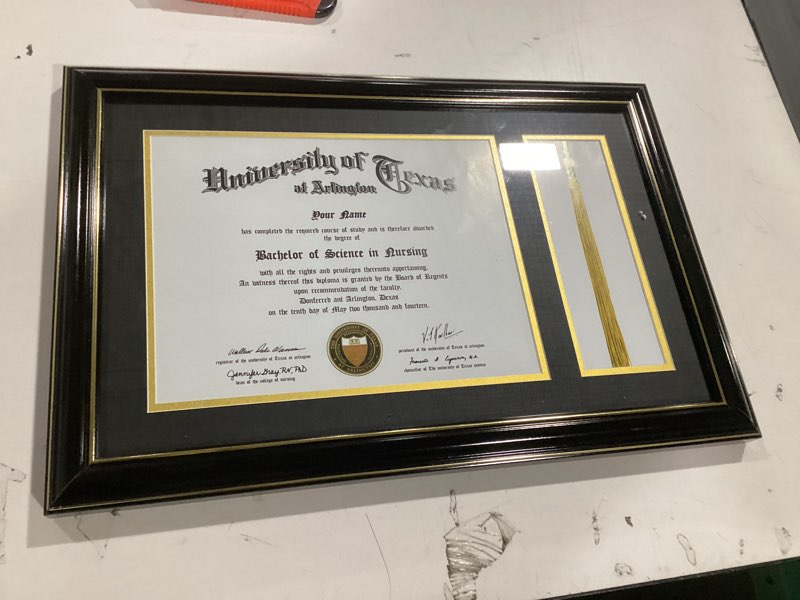 University of Texas
at Arlington
Your Name
has completed the required course of study and is therefore awarded
the degree of
Bachelor of Science in Nursing
with all the rights and privileges thereunto appertaining.
An witness thereof this diploma is granted by the Board of Regents
upon recommendation of the faculty.
Donferred ant Arlington, Dexas
on the tenth day of May two thousand and fourteen.
registrar of the university of Texas at arlington
Jennifer Gray RN, PhD
dean of the college of nursing
president of the university of Texas at arlington
chancellor of The university of Texas system